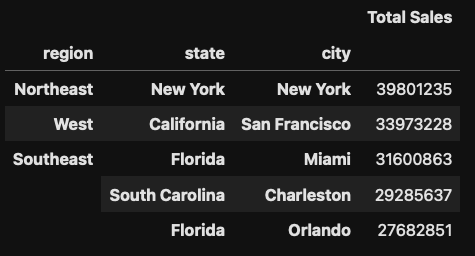 Total Sales
region state city
Northeast New York New York 39801235
West California San Francisco 33973228
Southeast Florida Miami 31600863
South Carolina Charleston 29285637
Florida Orlando 27682851